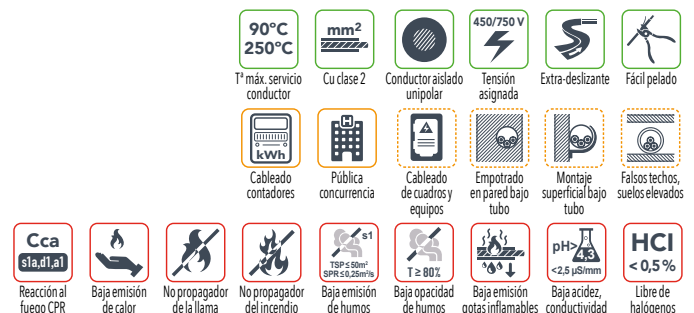 90°C
250°C
mm²
450/750 V
Tª máx. servicio
conductor
Cu clase 2
Conductor aislado
unipolar
Tensión
asignada
Extra-deslizante
Fácil pelado
kWh
H
Cableado
contadores
Pública
concurrencia
Cableado
de cuadros y
equipos
Empotrado
en pared bajo
tubo
Montaje
superficial bajo
tubo
Falsos techos,
suelos elevados
Cca
s1a,d1,a1
s1
TSP ≤ 50m²
SPR ≤ 0,25m²/s
T ≥ 80%
pH>
4,3
<2,5 µS/mm
HCI
< 0,5 %
Reacción al
fuego CPR
Baja emisión
de calor
No propagador
de la llama
No propagador
del incendio
Baja emisión
de humos
Baja opacidad
de humos
Baja emisión
gotas inflamables
Baja acidez,
conductividad
Libre de
halógenos